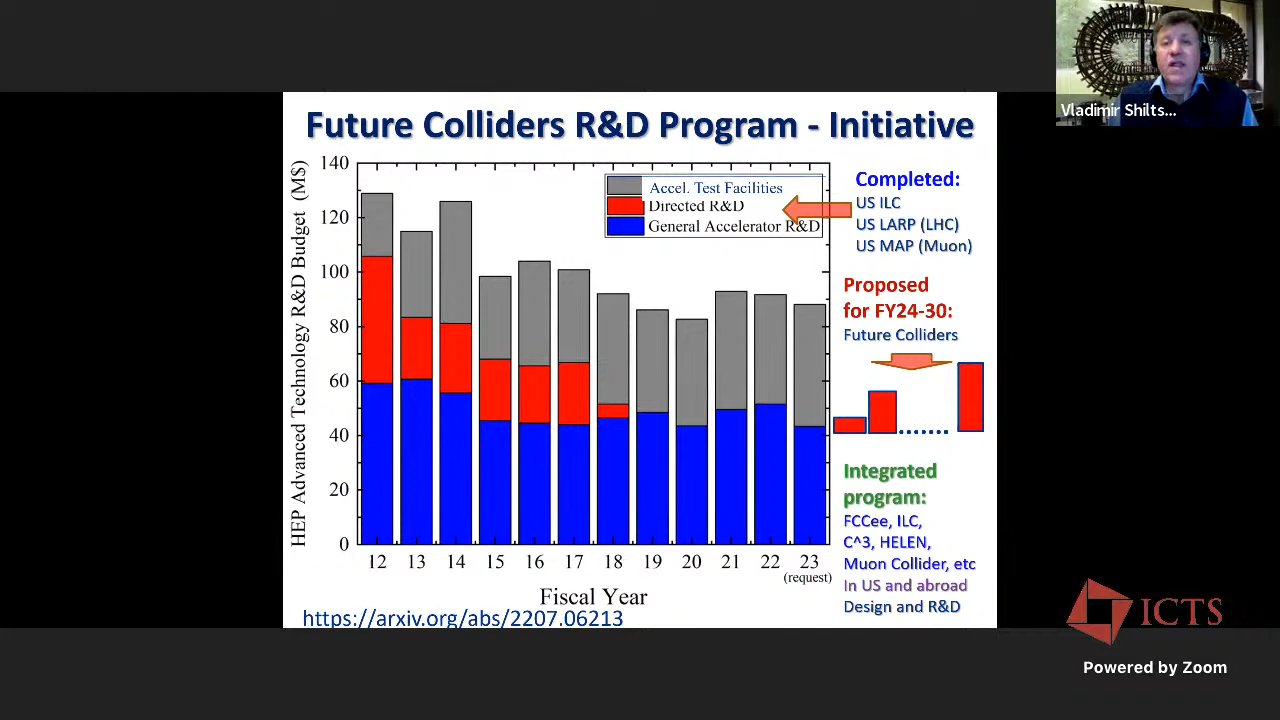 Vladimir Shilts...
Future Colliders R&D Program - Initiative
HEP Advanced Technology R&D Budget (M$)
140
120
100
80
60
40
20
0
Accel. Test Facilities
Directed R&D
General Accelerator R&D
12 13 14 15 16 17 18 19 20 21 22 23
(request)
Fiscal Year
https://arxiv.org/abs/2207.06213
Completed:
US ILC
US LARP (LHC)
US MAP (Muon)
Proposed
for FY24-30:
Future Colliders
Integrated
program:
FCCee, ILC,
C^3, HELEN,
Muon Collider, etc
In US and abroad
Design and R&D
ICTS
Powered by Zoom